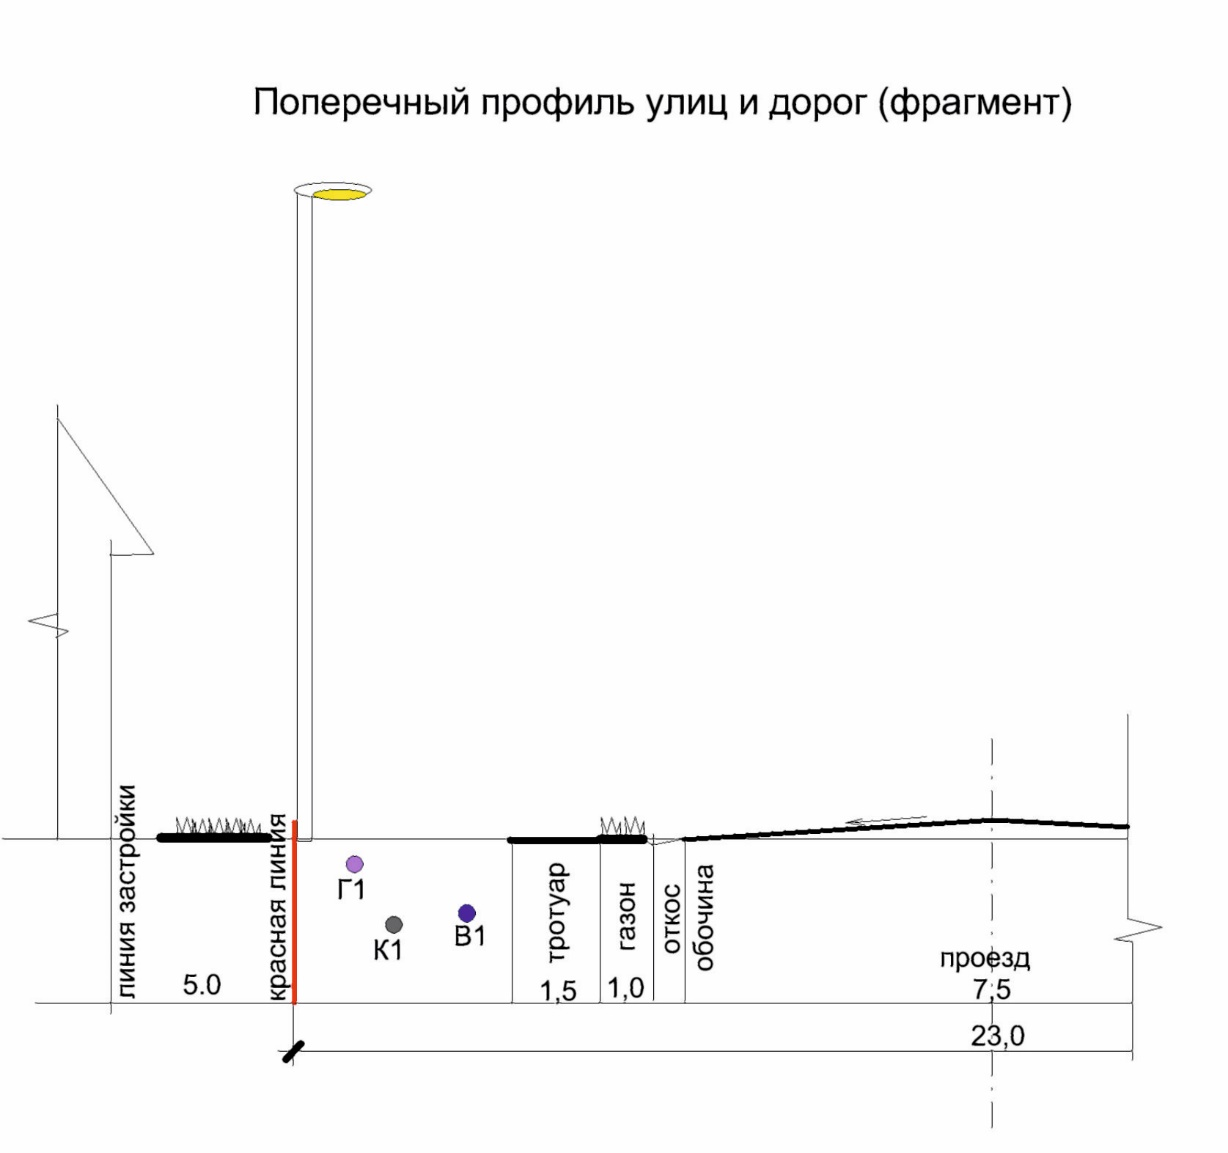 Поперечный профиль улиц и дорог (фрагмент)
линия застройки
5.0
красная линия
Г1
К1
В1
тротуар
1,5
газон
1,0
откос
обочина
проезд
7,5
23,0